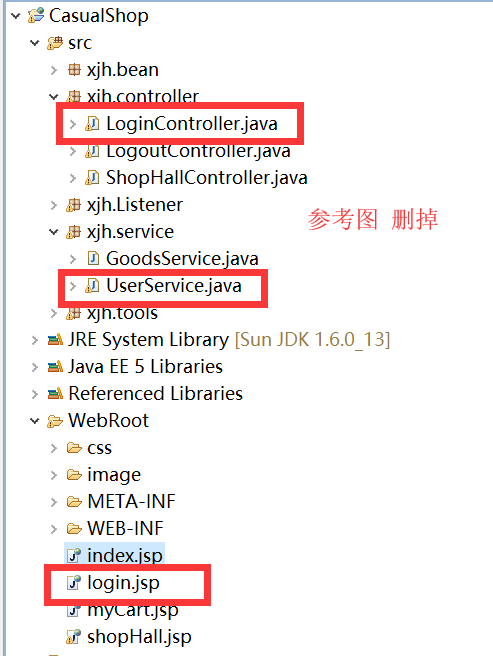 CasualShop
src
xjh.bean
xjh.controller
LoginController.java
LogoutController.java
ShopHallController.java
xjh.Listener
参考图 删掉
xjh.service
GoodsService.java
UserService.java
xjh.tools
JRE System Library [Sun JDK 1.6.0_13]
Java EE 5 Libraries
Referenced Libraries
WebRoot
css
image
META-INF
WEB-INF
index.jsp
login.jsp
myCart.jsp
shopHall.jsp